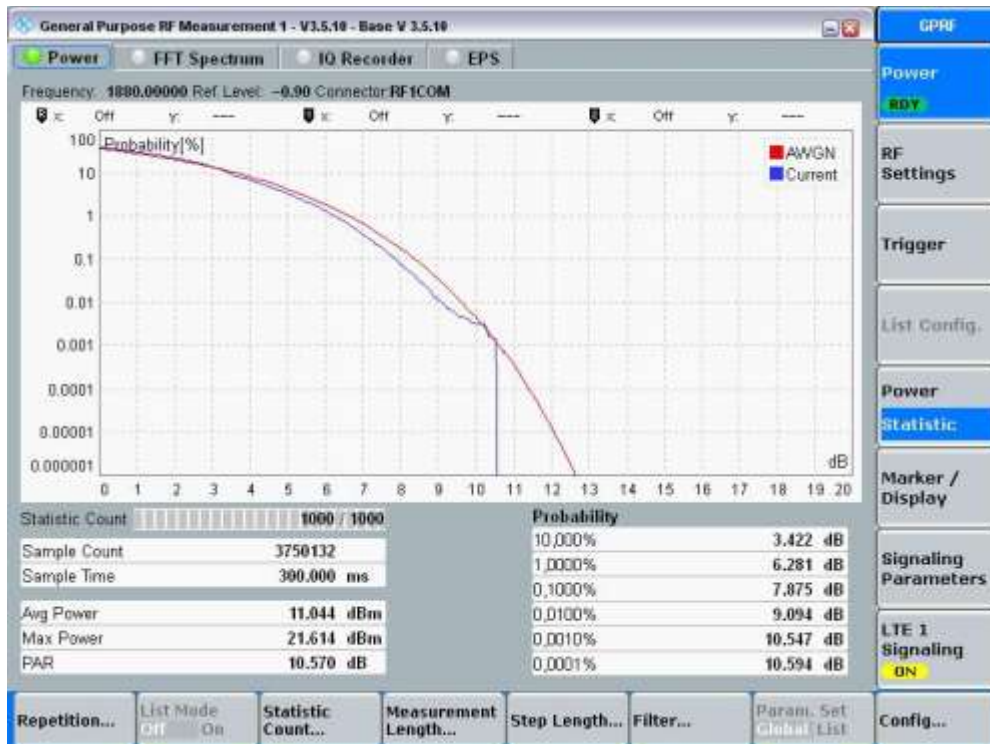 General Purpose RF Measurement 1 - V3.5.10 - Base V 3.5.10
GPRF
Power FFT Spectrum IQ Recorder EPS
Frequency: 1880.00000 Ref. Level: -0.90 Connector:RF1COM
x: Off y: --- x: Off y: --- x: Off y: ---
Probability[%]
AWGN
Current
100
10
1
0.1
0.01
0.001
0.0001
0.00001
0.000001
dB
0 1 2 3 4 5 6 7 8 9 10 11 12 13 14 15 16 17 18 19 20
Statistic Count 1000 / 1000
Sample Count 3750132
Sample Time 300.000 ms
Avg Power 11.044 dBm
Max Power 21.614 dBm
PAR 10.570 dB
Probability
10,000% 3.422 dB
1,0000% 6.281 dB
0,1000% 7.875 dB
0,0100% 9.094 dB
0,0010% 10.547 dB
0,0001% 10.594 dB
Power
RDY
RF
Settings
Trigger
List Config.
Power
Statistic
Marker /
Display
Signaling
Parameters
LTE 1
Signaling
ON
Repetition...
List Mode
Off On
Statistic
Count...
Measurement
Length...
Step Length...
Filter...
Param. Set
Global List
Config...